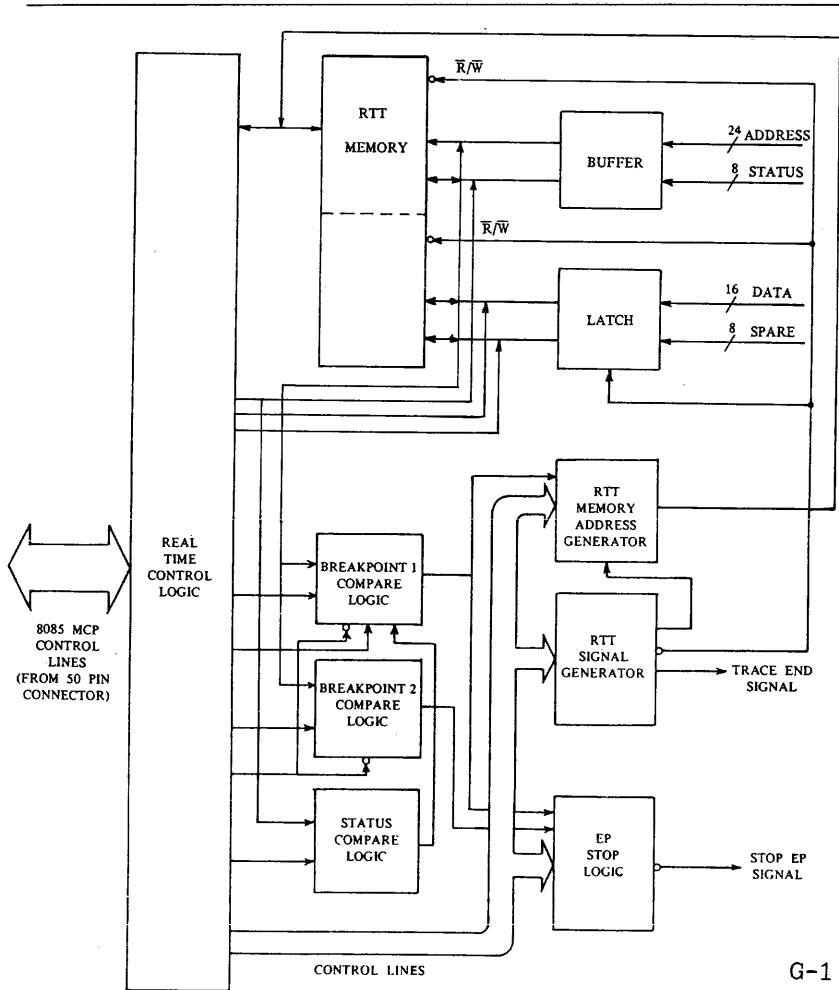 R̅/W̅
RTT
MEMORY
24 ADDRESS
BUFFER
8 STATUS
R̅/W̅
16 DATA
LATCH
8 SPARE
RTT
MEMORY
ADDRESS
GENERATOR
REAL
TIME
CONTROL
LOGIC
BREAKPOINT 1
COMPARE
LOGIC
8085 MCP
CONTROL
LINES
(FROM 50 PIN
CONNECTOR)
RTT
SIGNAL
GENERATOR
TRACE END
SIGNAL
BREAKPOINT 2
COMPARE
LOGIC
STATUS
COMPARE
LOGIC
EP
STOP
LOGIC
STOP EP
SIGNAL
CONTROL LINES
G-1